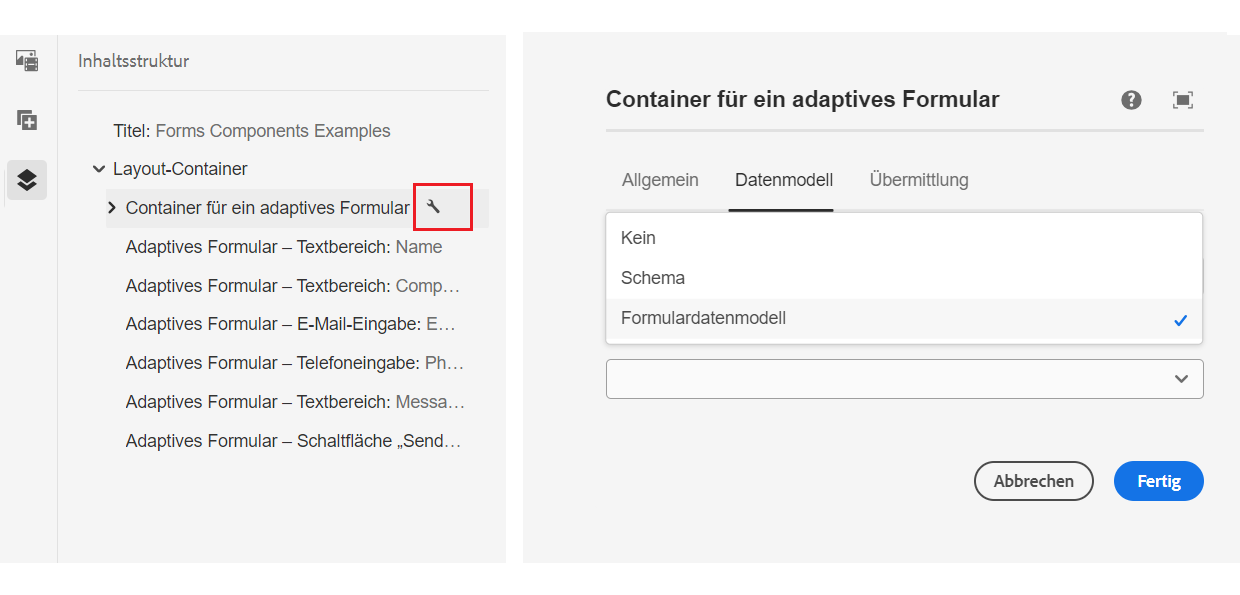 Inhaltsstruktur
Titel: Forms Components Examples
Layout-Container
Container für ein adaptives Formular
Adaptives Formular – Textbereich: Name
Adaptives Formular – Textbereich: Comp…
Adaptives Formular – E-Mail-Eingabe: E…
Adaptives Formular – Telefoneingabe: Ph…
Adaptives Formular – Textbereich: Messa…
Adaptives Formular – Schaltfläche „Send…
Container für ein adaptives Formular
Allgemein Datenmodell Übermittlung
Kein
Schema
Formulardatenmodell
Abbrechen Fertig